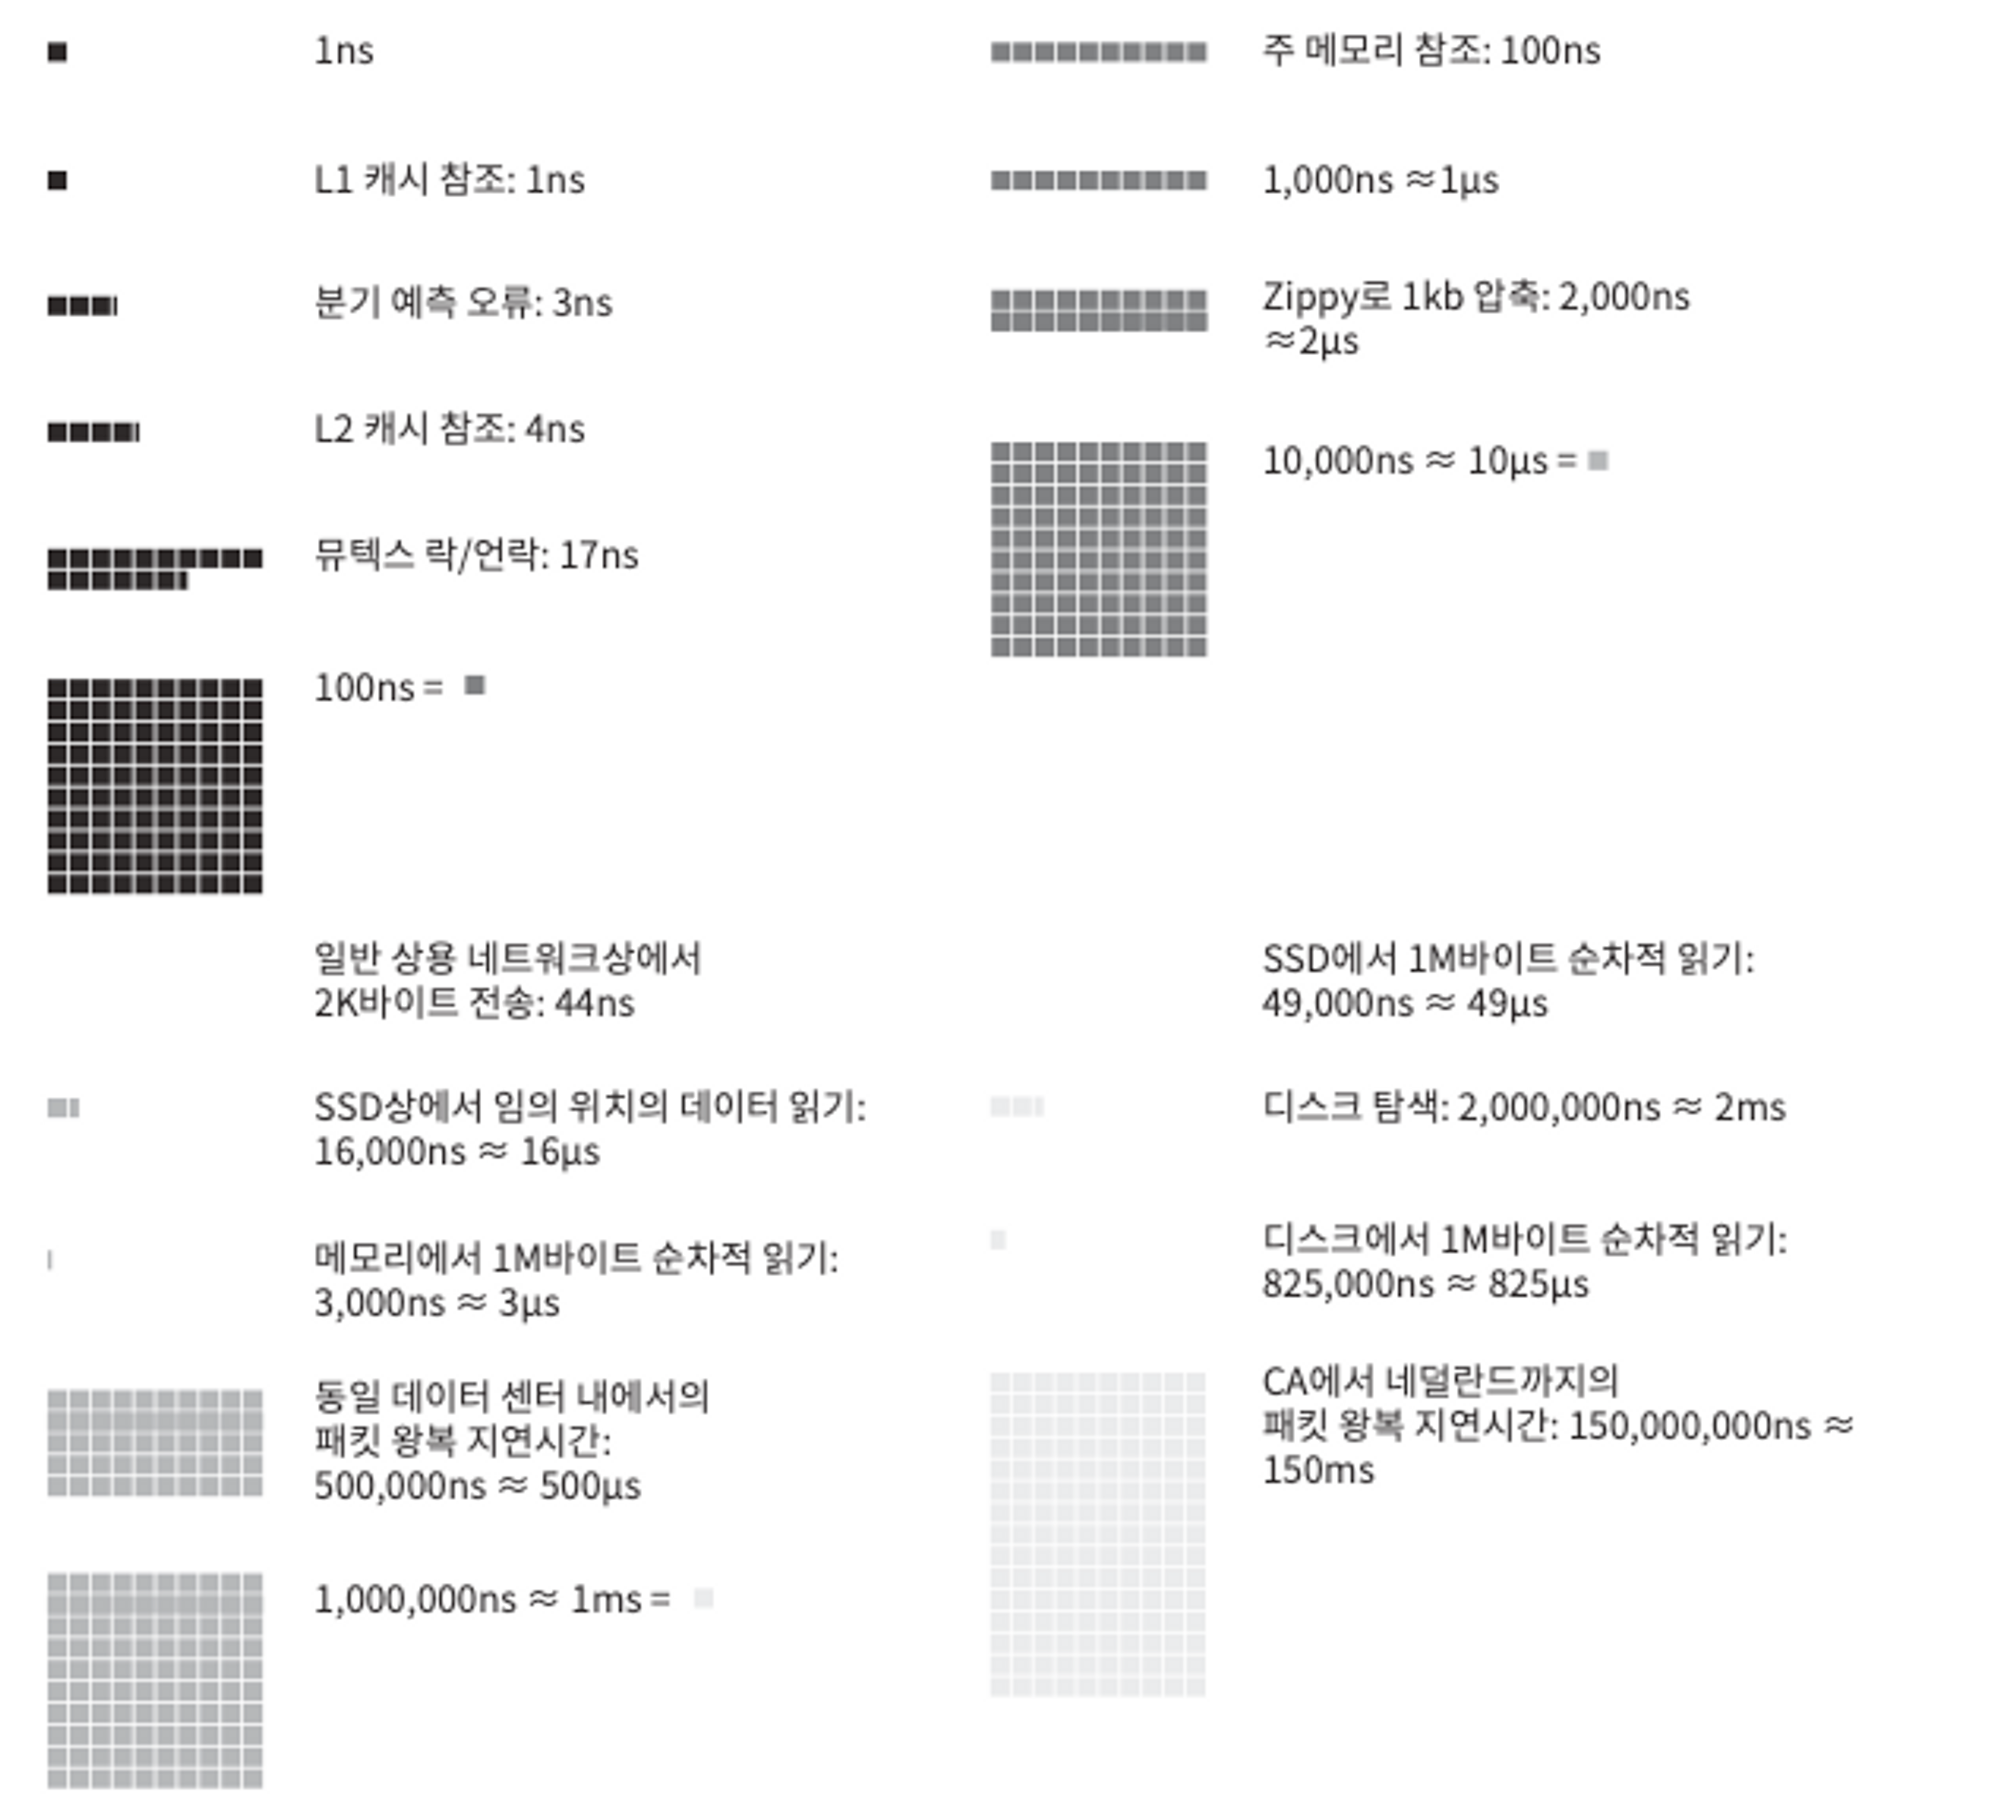 1ns
L1 캐시 참조: 1ns
분기 예측 오류: 3ns
L2 캐시 참조: 4ns
뮤텍스 락/언락: 17ns
100ns =
주 메모리 참조: 100ns
1,000ns ≈1μs
Zippy로 1kb 압축: 2,000ns
≈2μs
10,000ns ≈ 10μs =
일반 상용 네트워크상에서
2K바이트 전송: 44ns
SSD상에서 임의 위치의 데이터 읽기:
16,000ns ≈ 16μs
메모리에서 1M바이트 순차적 읽기:
3,000ns ≈ 3μs
동일 데이터 센터 내에서의
패킷 왕복 지연시간:
500,000ns ≈ 500μs
1,000,000ns ≈ 1ms =
SSD에서 1M바이트 순차적 읽기:
49,000ns ≈ 49μs
디스크 탐색: 2,000,000ns ≈ 2ms
디스크에서 1M바이트 순차적 읽기:
825,000ns ≈ 825μs
CA에서 네덜란드까지의
패킷 왕복 지연시간: 150,000,000ns ≈
150ms